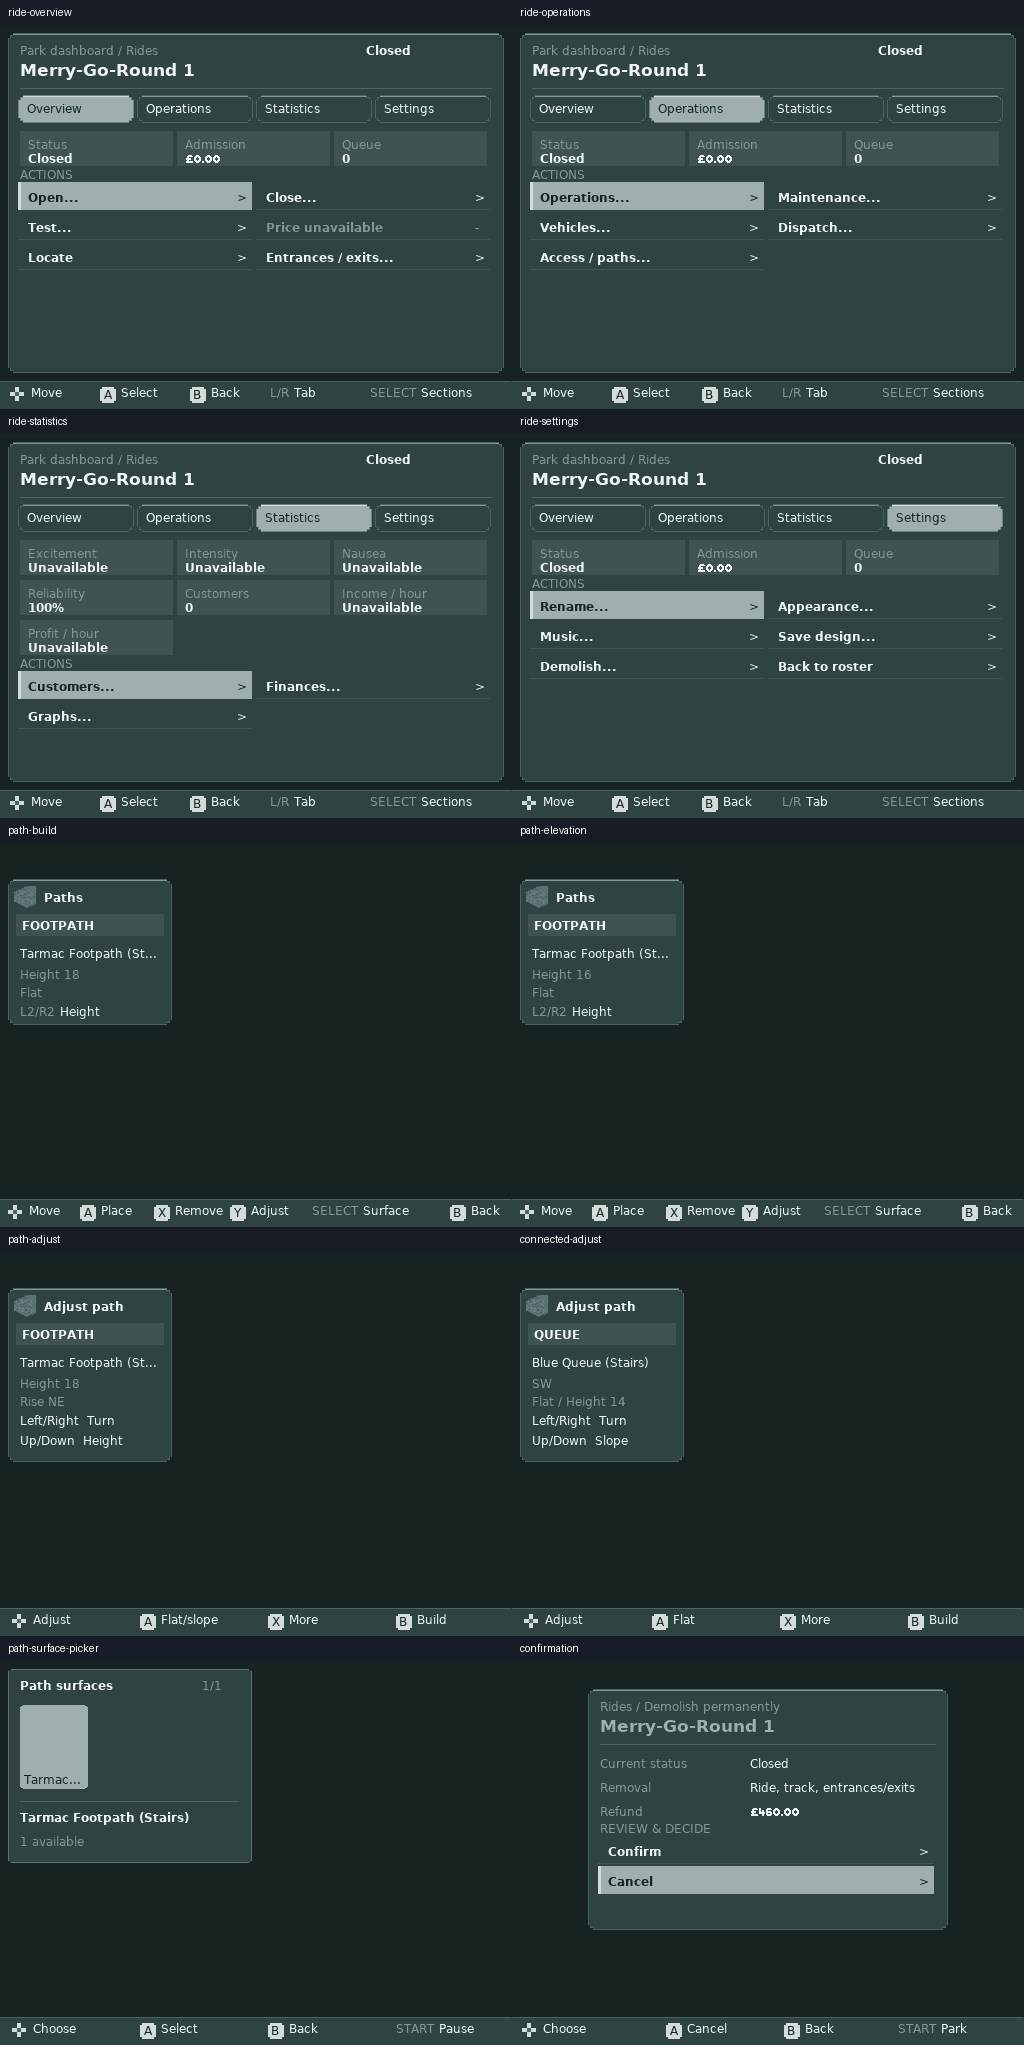 ride-overview
Park dashboard / Rides Closed
Merry-Go-Round 1
Overview Operations Statistics Settings
Status Admission Queue
Closed £0.00 0
ACTIONS
Open... > Close... >
Test... > Price unavailable -
Locate > Entrances / exits... >
Move A Select B Back L/R Tab SELECT Sections
ride-operations
Park dashboard / Rides Closed
Merry-Go-Round 1
Overview Operations Statistics Settings
Status Admission Queue
Closed £0.00 0
ACTIONS
Operations... > Maintenance... >
Vehicles... > Dispatch... >
Access / paths... >
Move A Select B Back L/R Tab SELECT Sections
ride-statistics
Park dashboard / Rides Closed
Merry-Go-Round 1
Overview Operations Statistics Settings
Excitement Intensity Nausea
Unavailable Unavailable Unavailable
Reliability Customers Income / hour
100% 0 Unavailable
Profit / hour
Unavailable
ACTIONS
Customers... > Finances... >
Graphs... >
Move A Select B Back L/R Tab SELECT Sections
ride-settings
Park dashboard / Rides Closed
Merry-Go-Round 1
Overview Operations Statistics Settings
Status Admission Queue
Closed £0.00 0
ACTIONS
Rename... > Appearance... >
Music... > Save design... >
Demolish... > Back to roster >
Move A Select B Back L/R Tab SELECT Sections
path-build
Paths
FOOTPATH
Tarmac Footpath (St...
Height 18
Flat
L2/R2 Height
Move A Place X Remove Y Adjust SELECT Surface B Back
path-elevation
Paths
FOOTPATH
Tarmac Footpath (St...
Height 16
Flat
L2/R2 Height
Move A Place X Remove Y Adjust SELECT Surface B Back
path-adjust
Adjust path
FOOTPATH
Tarmac Footpath (St...
Height 18
Rise NE
Left/Right Turn
Up/Down Height
Adjust A Flat/slope X More B Build
connected-adjust
Adjust path
QUEUE
Blue Queue (Stairs)
SW
Flat / Height 14
Left/Right Turn
Up/Down Slope
Adjust A Flat X More B Build
path-surface-picker
Path surfaces 1/1
Tarmac...
Tarmac Footpath (Stairs)
1 available
Choose A Select B Back START Pause
confirmation
Rides / Demolish permanently
Merry-Go-Round 1
Current status Closed
Removal Ride, track, entrances/exits
Refund £460.00
REVIEW & DECIDE
Confirm >
Cancel >
Choose A Cancel B Back START Park